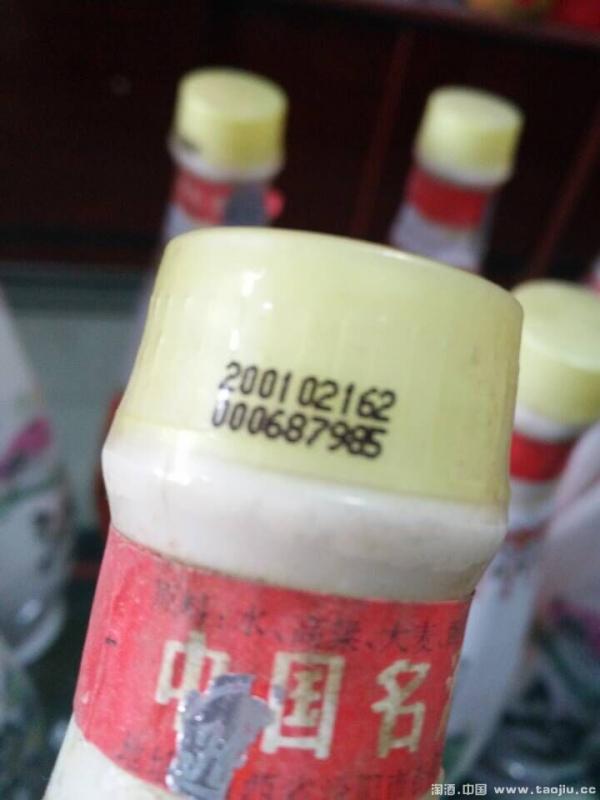 200102162
000687985
原料:水、高粱、大麦、
中国名
淘酒.中国 www.taojiu.cc